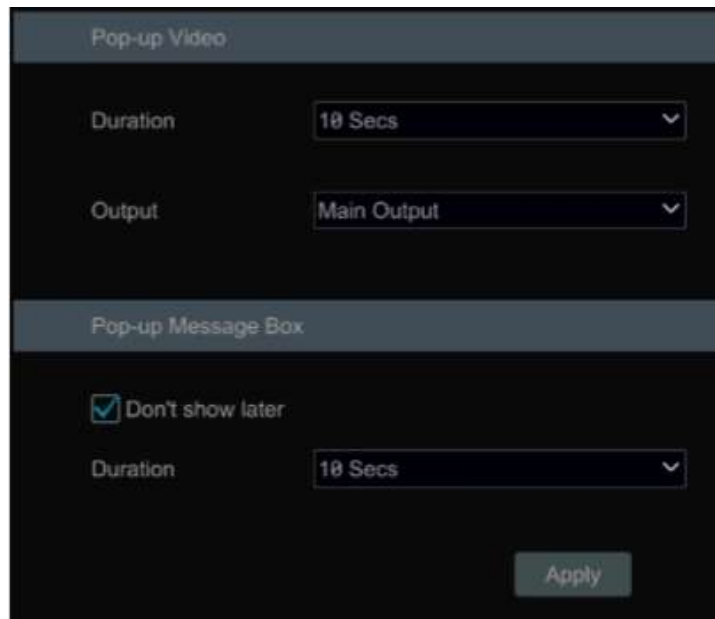 Pop-up Video
Duration 10 Secs
Output Main Output
Pop-up Message Box
Don't show later
Duration 10 Secs
Apply